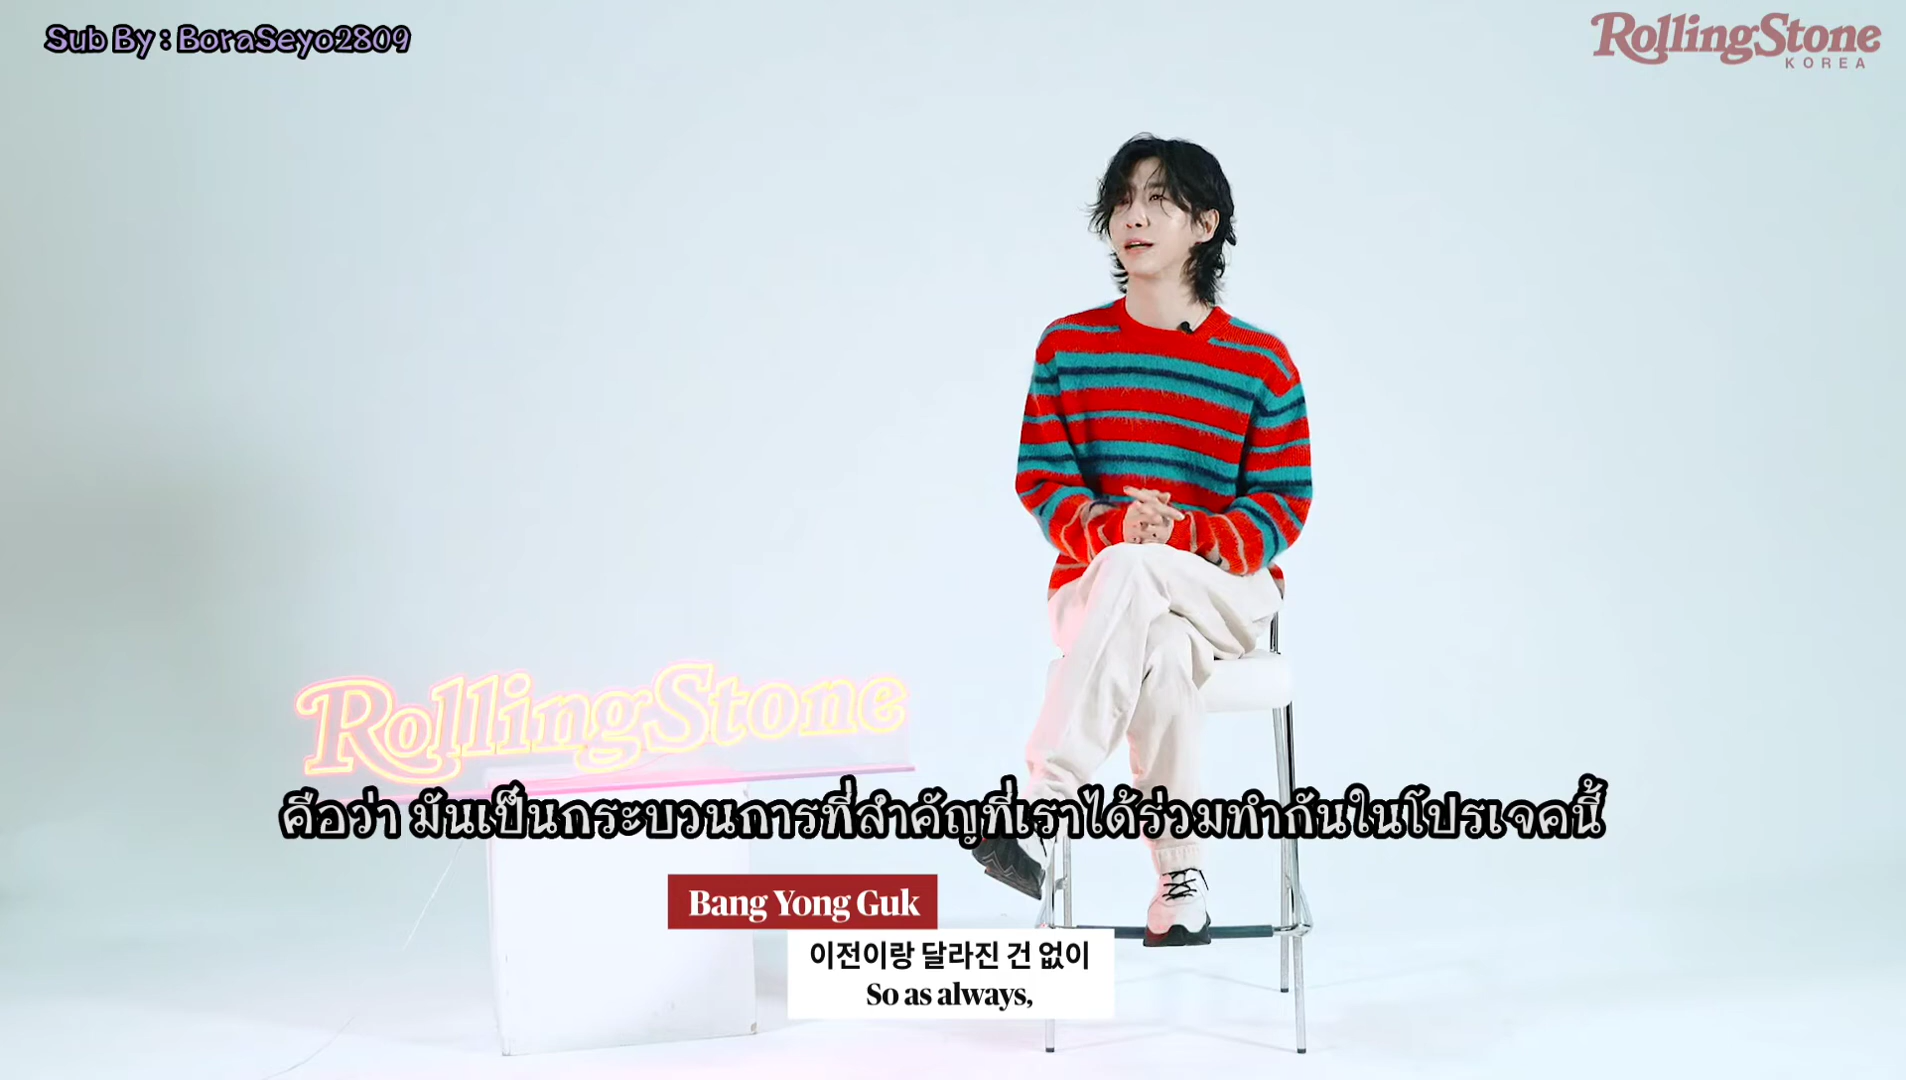 Sub By : BoraSeyo2809
RollingStone
KOREA
RollingStone
คือว่า มันเป็นกระบวนการที่สำคัญที่เราได้ร่วมทำกันในโปรเจคนี้
Bang Yong Guk
이전이랑 달라진 건 없이
So as always,